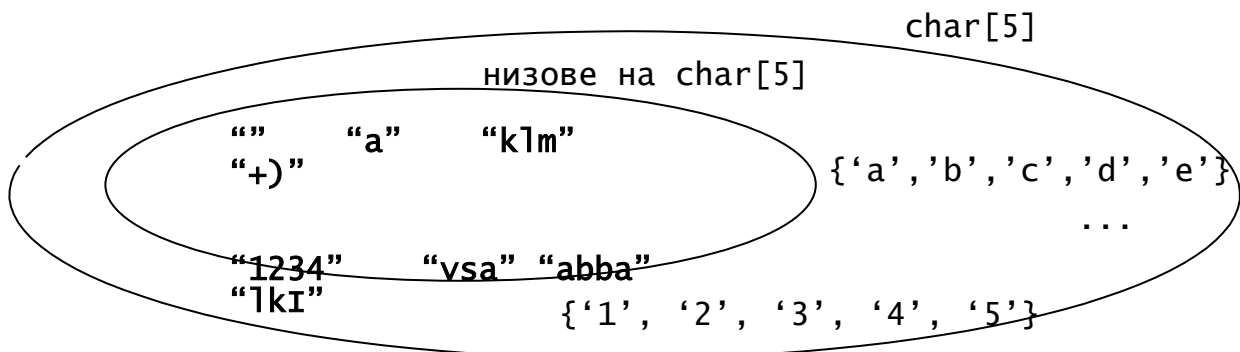 char[5]
низове на char[5]
“” “a” “klm”
“+)”
{‘a’,’b’,’c’,’d’,’e’}
...
“1234” “vsa” “abba”
“lkI”
{‘1’, ‘2’, ‘3’, ‘4’, ‘5’}